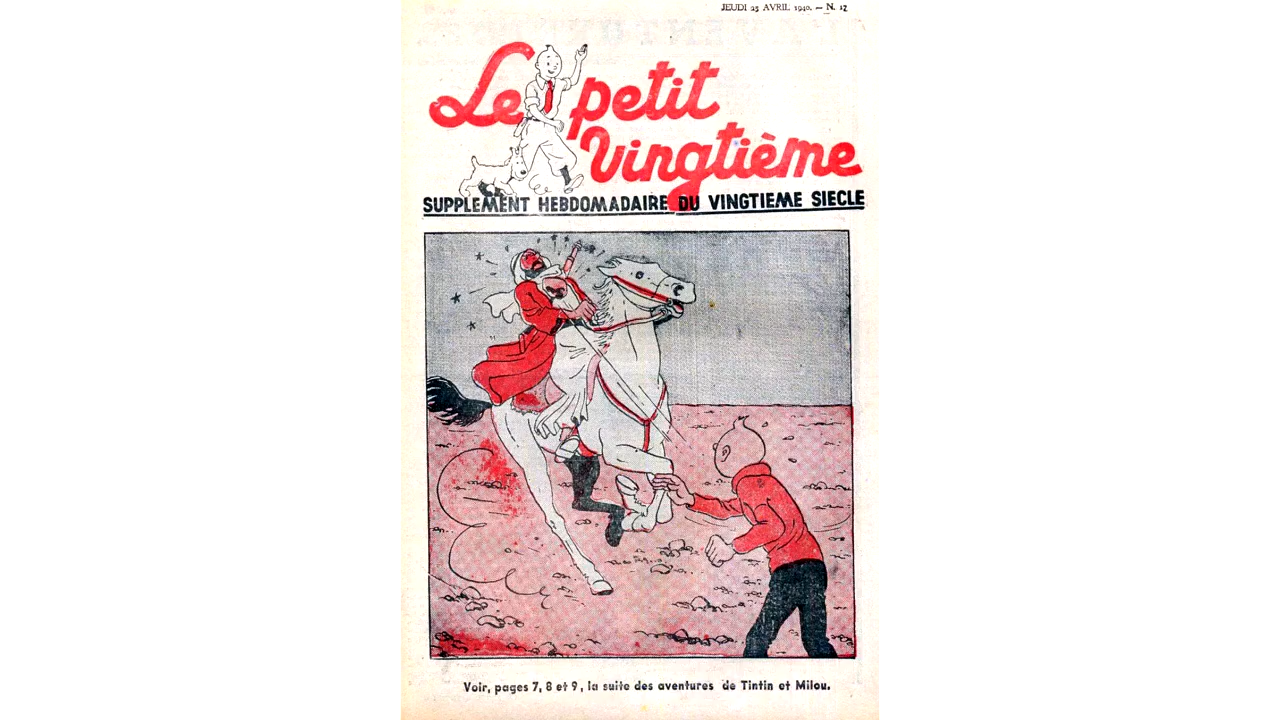 JEUDI 25 AVRIL 1940. — N. 17
Le petit
vingtième
SUPPLEMENT HEBDOMADAIRE DU VINGTIEME SIECLE
Voir, pages 7, 8 et 9, la suite des aventures de Tintin et Milou.